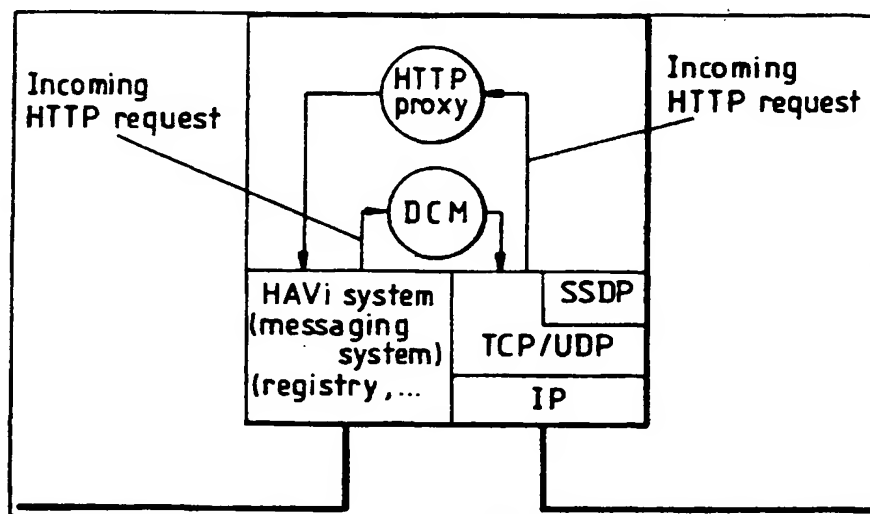 Incoming
HTTP request
HTTP
proxy
Incoming
HTTP request
DCM
HAVi system
(messaging
system)
(registry,...
SSDP
TCP/UDP
IP